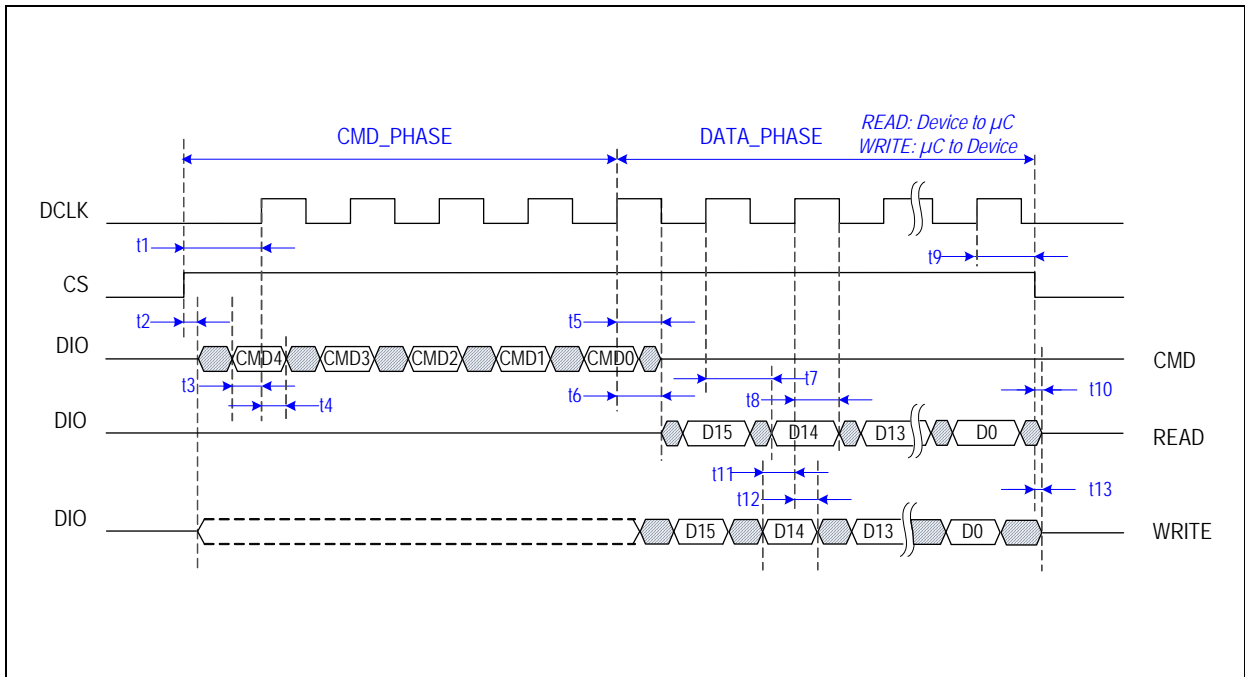 READ: Device to µC
CMD_PHASE DATA_PHASE
WRITE: µC to Device
DCLK
t1
t9
CS
t2 t5
DIO CMD4 CMD3 CMD2 CMD1 CMD0 CMD
t7
t3 t6 t10
t4 t8
DIO D15 D14 D13 D0 READ
t11
t13
t12
DIO D15 D14 D13 D0 WRITE